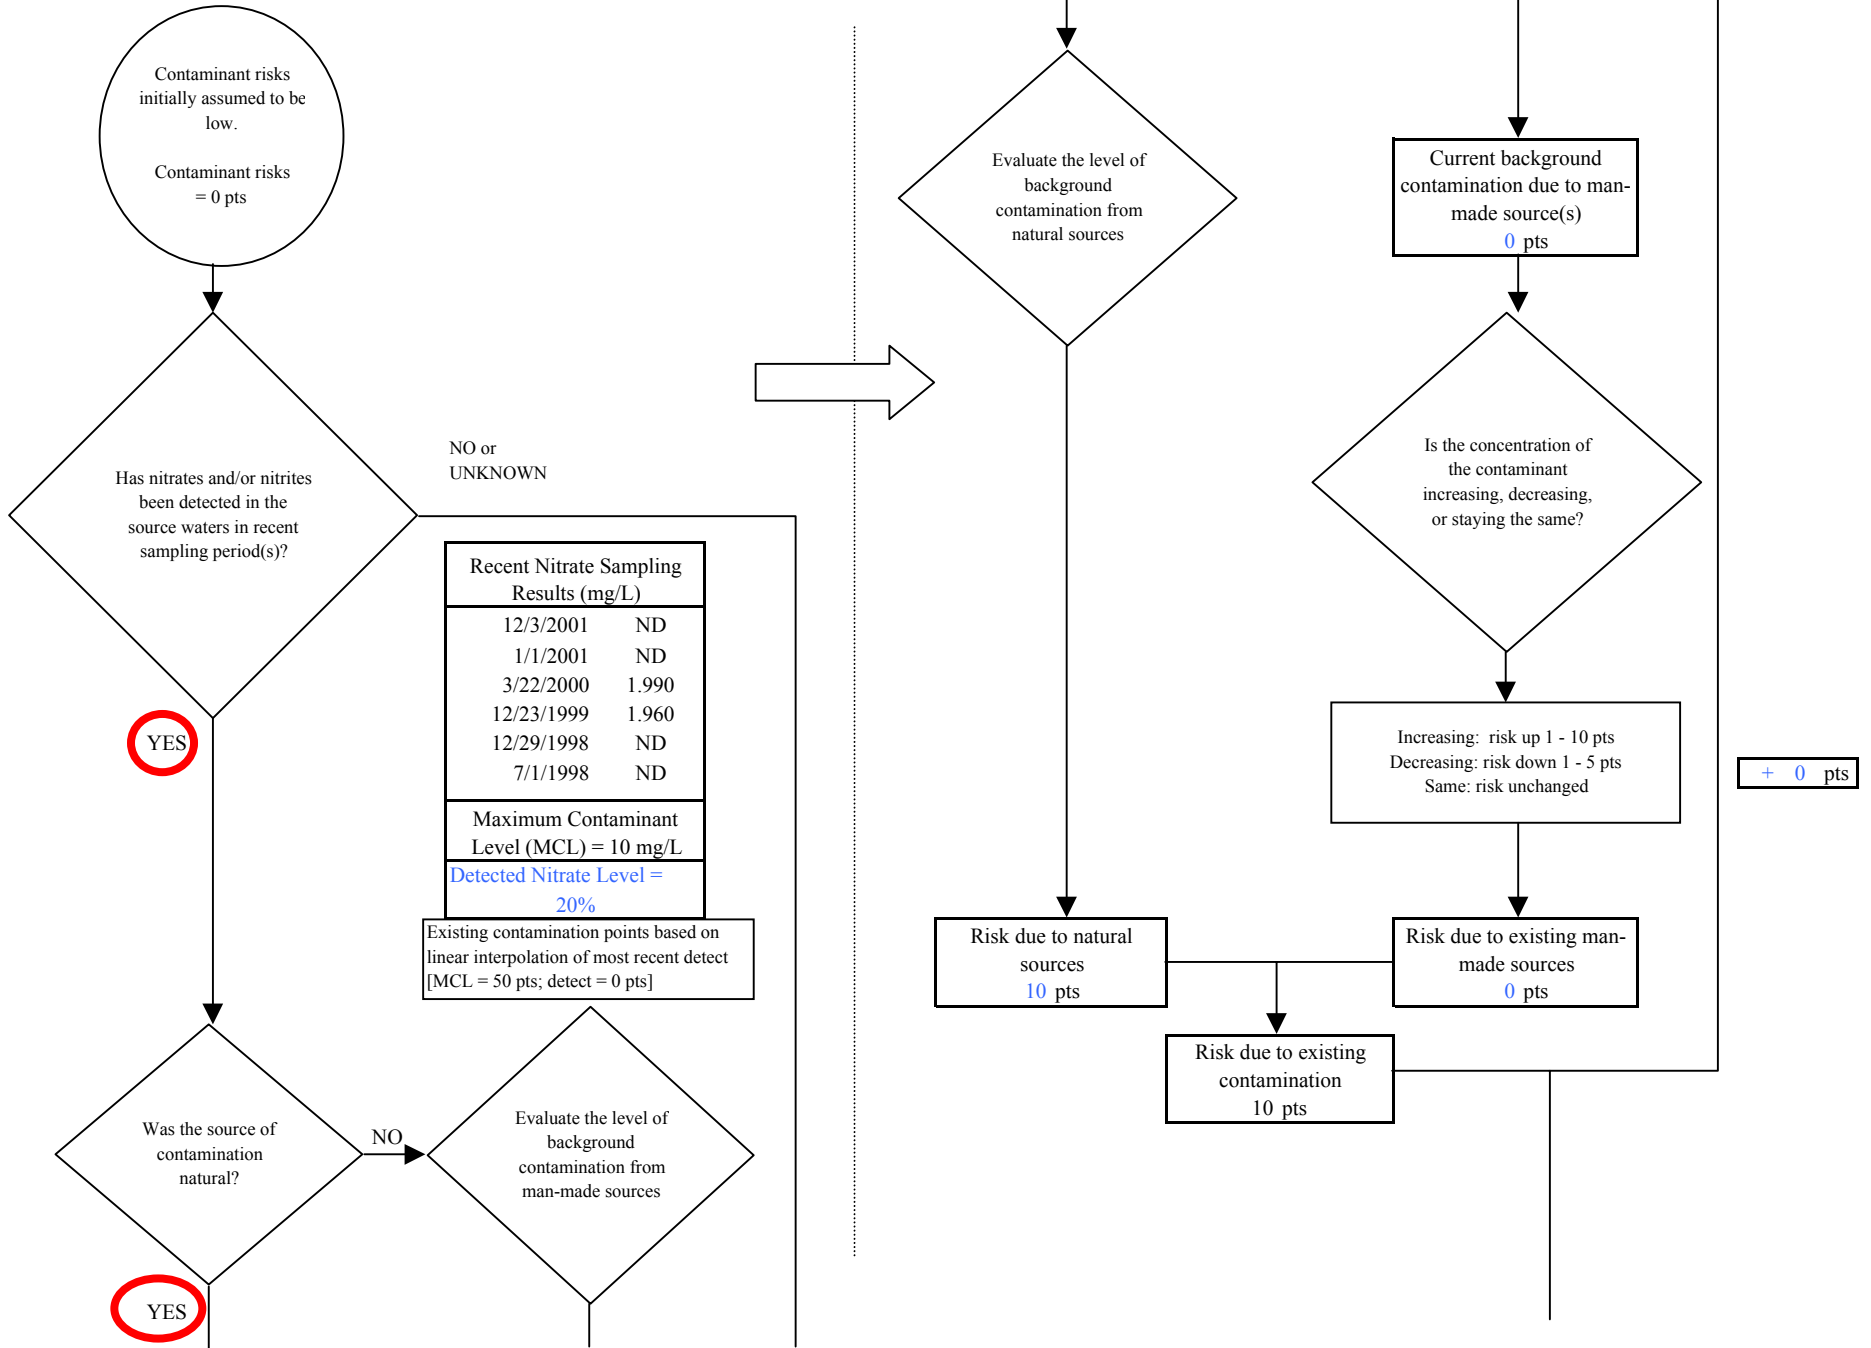 Contaminant risks
initially assumed to be
low.
Contaminant risks
= 0 pts
Has nitrates and/or nitrites
been detected in the
source waters in recent
sampling period(s)?
NO or
UNKNOWN
YES
Recent Nitrate Sampling
Results (mg/L)
12/3/2001 ND
1/1/2001 ND
3/22/2000 1.990
12/23/1999 1.960
12/29/1998 ND
7/1/1998 ND
Maximum Contaminant
Level (MCL) = 10 mg/L
Detected Nitrate Level =
20%
Existing contamination points based on
linear interpolation of most recent detect
[MCL = 50 pts; detect = 0 pts]
Was the source of
contamination
natural?
NO
YES
Evaluate the level of
background
contamination from
man-made sources
Evaluate the level of
background
contamination from
natural sources
Current background
contamination due to man-
made source(s)
0 pts
Is the concentration of
the contaminant
increasing, decreasing,
or staying the same?
Increasing: risk up 1 - 10 pts
Decreasing: risk down 1 - 5 pts
Same: risk unchanged
+ 0 pts
Risk due to natural
sources
10 pts
Risk due to existing man-
made sources
0 pts
Risk due to existing
contamination
10 pts